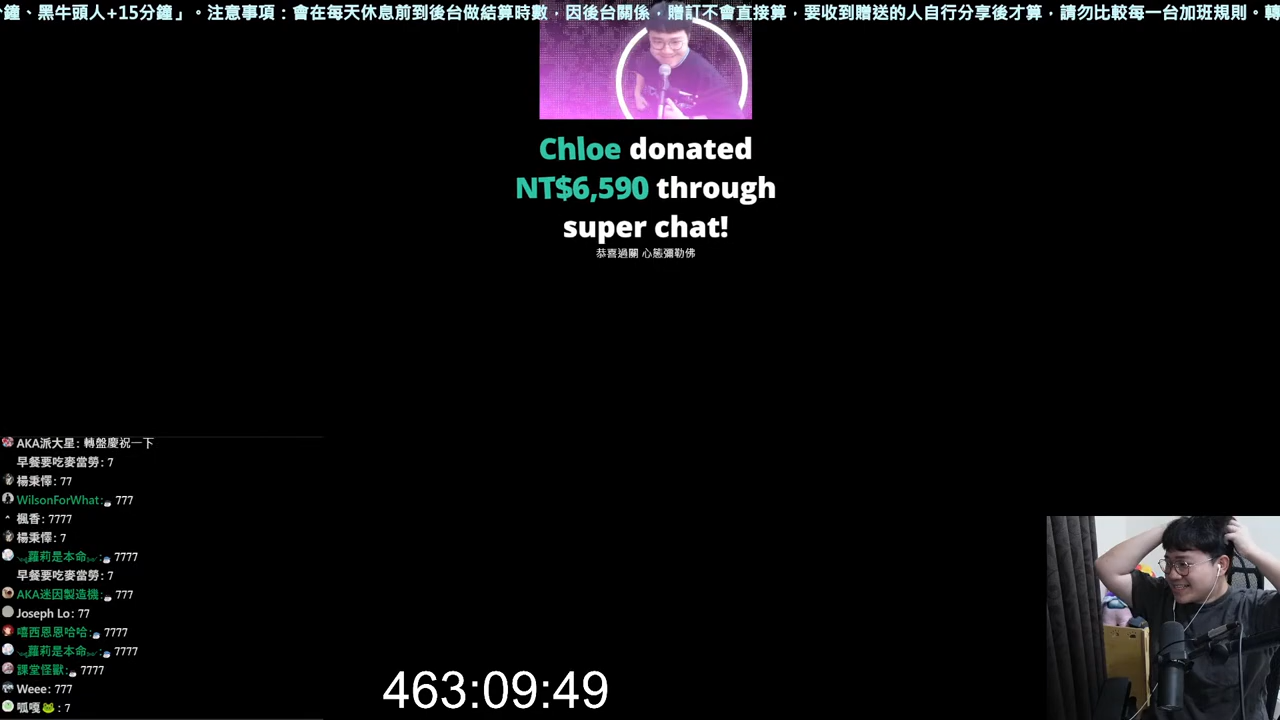 分鐘、黑牛頭人+15分鐘」。注意事項：會在每天休息前到後台做結算時數，因後台關係，贈訂不會直接算，要收到贈送的人自行分享後才算，請勿比較每一台加班規則。轉
Chloe donated
NT$6,590 through
super chat!
恭喜過關 心態彌勒佛
AKA派大星: 轉盤慶祝一下
早餐要吃麥當勞: 7
楊秉懌: 77
WilsonForWhat: 777
楓香: 7777
楊秉懌: 7
蘿莉是本命: 7777
早餐要吃麥當勞: 7
AKA迷因製造機: 777
Joseph Lo: 77
嘻西恩恩哈哈: 7777
蘿莉是本命: 7777
課堂怪獸: 7777
Weee: 777
呱嘎🐸: 7
463:09:49